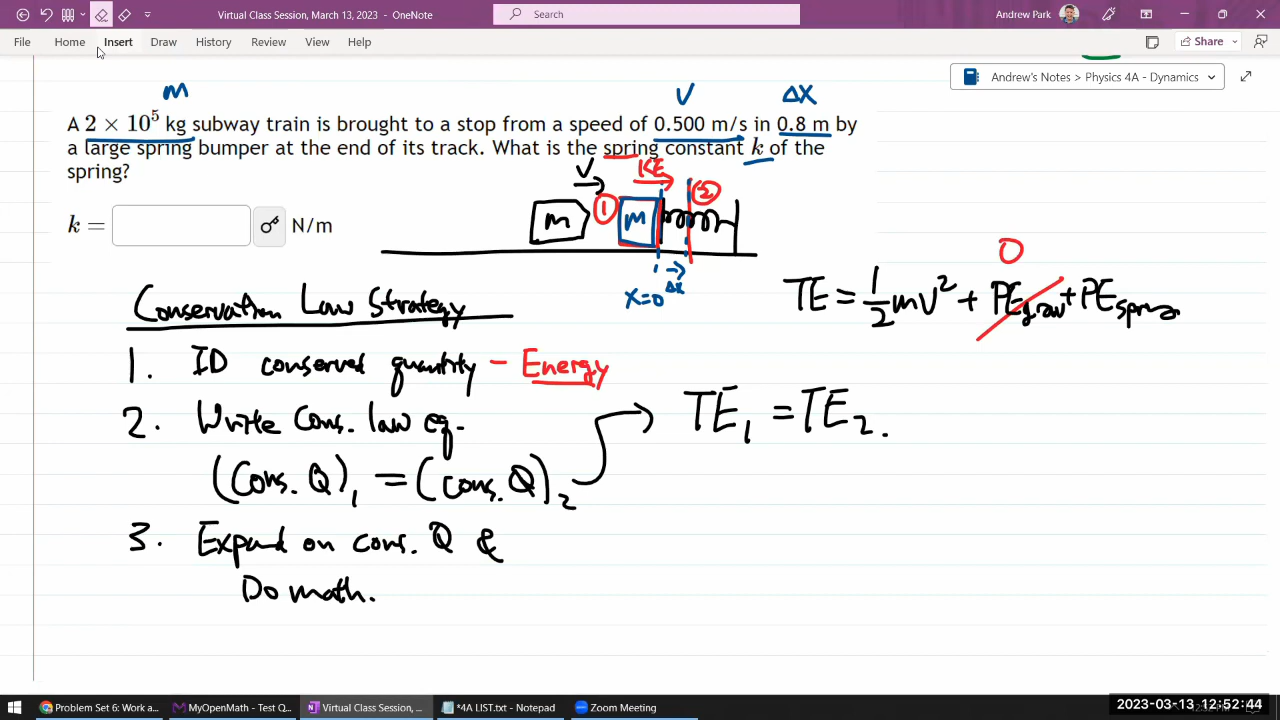 Virtual Class Session, March 13, 2023 - OneNote
Search
Andrew Park
File Home Insert Draw History Review View Help
Share
Andrew's Notes > Physics 4A - Dynamics
m V Δx
A 2 × 10⁵ kg subway train is brought to a stop from a speed of 0.500 m/s in 0.8 m by
a large spring bumper at the end of its track. What is the spring constant k of the
spring?
V KE
① ②
m m
k = N/m
x=0 Δx
Conservation Law Strategy
0
TE = 1/2 mv² + PEgrav + PEspring
1. ID conserved quantity - Energy
2. Write Cons. law eq.
TE₁ = TE₂.
(Cons. Q)₁ = (cons. Q)₂
3. Expand on cons. Q &
Do math.
Problem Set 6: Work a...
MyOpenMath - Test Q...
Virtual Class Session, ...
*4A LIST.txt - Notepad
Zoom Meeting
2023-03-13 12:52:44